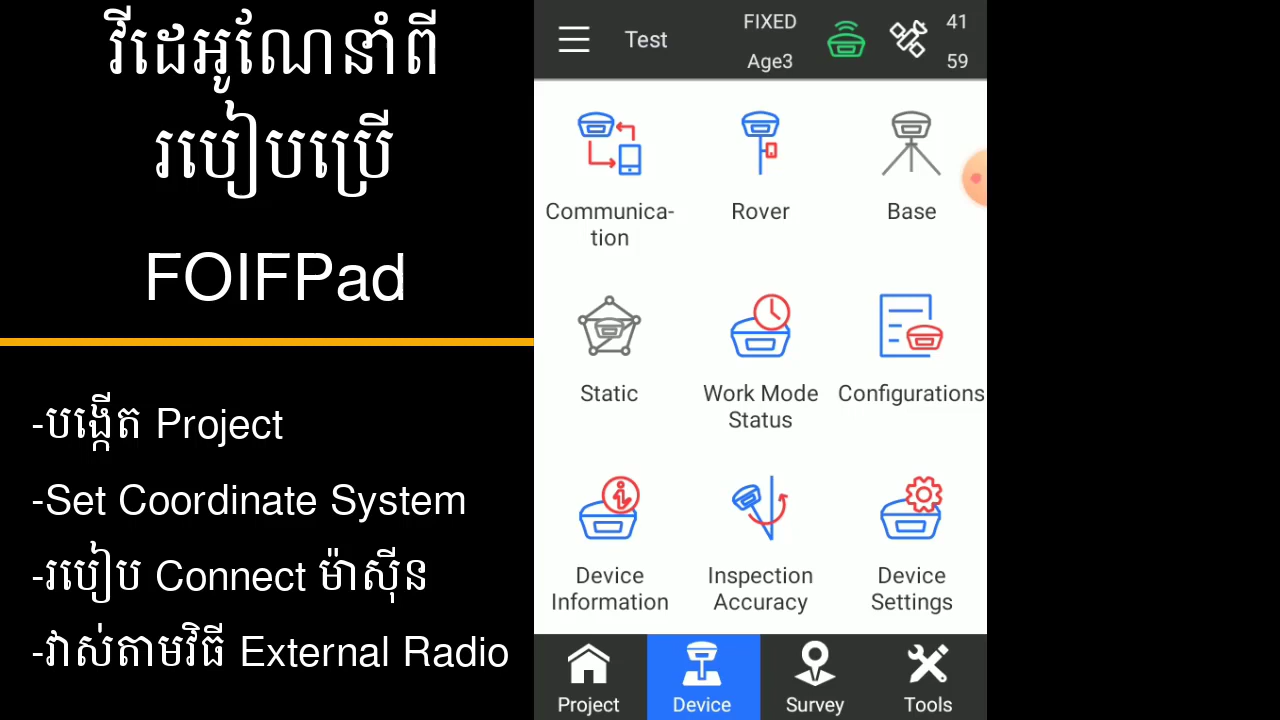 វីដេអូណែនាំពី
របៀបប្រើ
FOIFPad
-បង្កើត Project
-Set Coordinate System
-របៀប Connect ម៉ាស៊ីន
-វាស់តាមវិធី External Radio
Test
FIXED
Age3
41
59
Communica-
tion
Rover
Base
Static
Work Mode
Status
Configurations
Device
Information
Inspection
Accuracy
Device
Settings
Project
Device
Survey
Tools